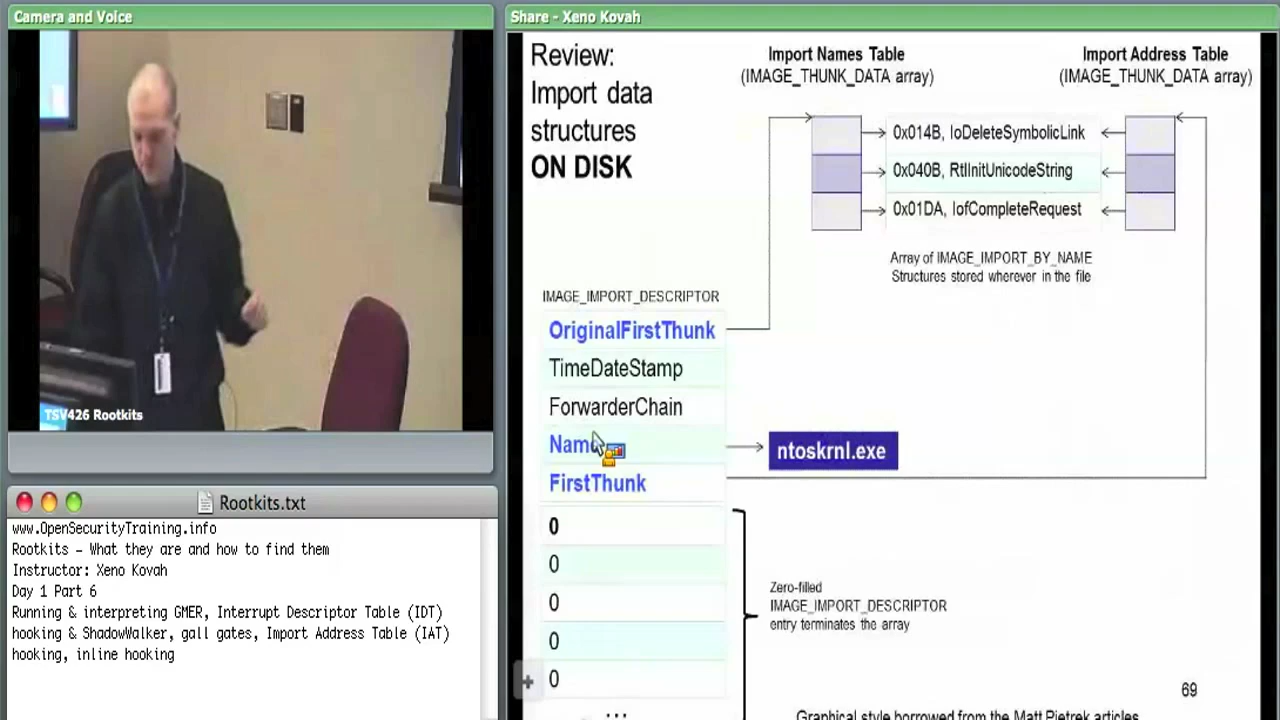 Camera and Voice
TSV426 Rootkits
Rootkits.txt
www.OpenSecurityTraining.info
Rootkits - What they are and how to find them
Instructor: Xeno Kovah
Day 1 Part 6
Running & interpreting GMER, Interrupt Descriptor Table (IDT)
hooking & ShadowWalker, gall gates, Import Address Table (IAT)
hooking, inline hooking
Share - Xeno Kovah
Review:
Import data
structures
ON DISK
Import Names Table
(IMAGE_THUNK_DATA array)
Import Address Table
(IMAGE_THUNK_DATA array)
0x014B, IoDeleteSymbolicLink
0x040B, RtlInitUnicodeString
0x01DA, IofCompleteRequest
Array of IMAGE_IMPORT_BY_NAME
Structures stored wherever in the file
IMAGE_IMPORT_DESCRIPTOR
OriginalFirstThunk
TimeDateStamp
ForwarderChain
Name
ntoskrnl.exe
FirstThunk
0
0
0
0
0
...
Zero-filled
IMAGE_IMPORT_DESCRIPTOR
entry terminates the array
69
Graphical style borrowed from the Matt Pietrek articles